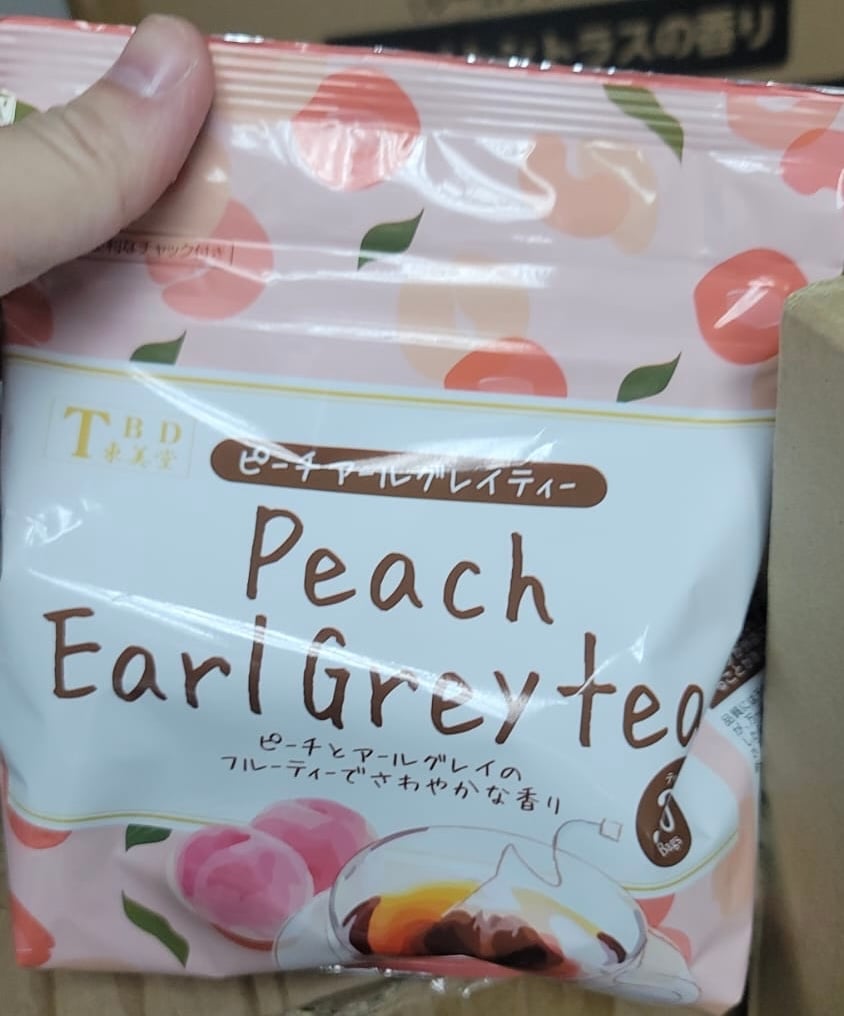 トラスの香り
利なチャック付き
TBD
東美堂
ピーチアールグレイティー
Peach
Earl Grey tea
ピーチとアールグレイの
フルーティーでさわやかな香り
Bags